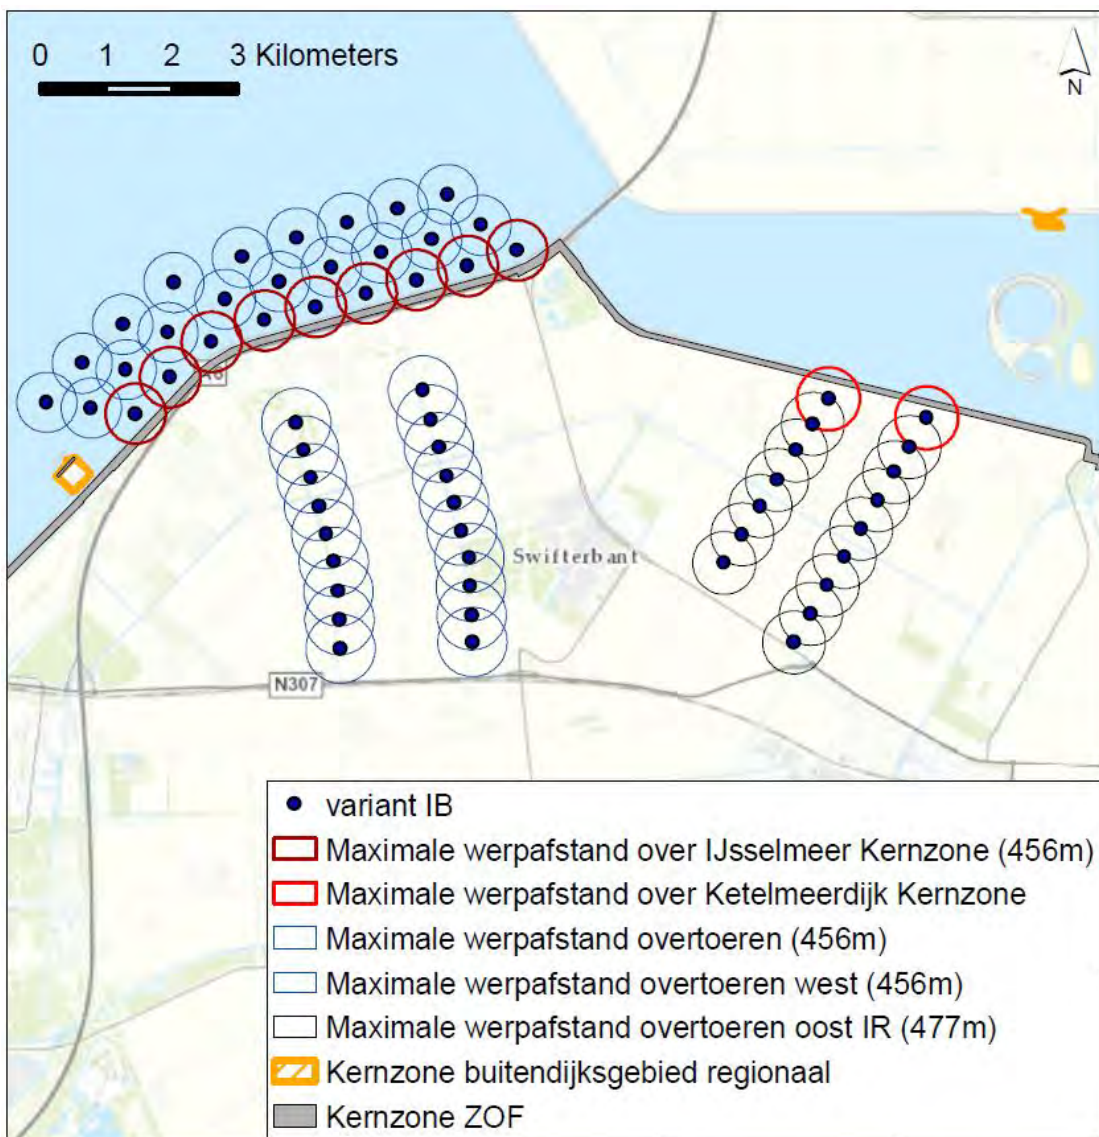 0 1 2 3 Kilometers
N
A6
Swifterbant
N307
variant IB
Maximale werpafstand over IJsselmeer Kernzone (456m)
Maximale werpafstand over Ketelmeerdijk Kernzone
Maximale werpafstand overtoeren (456m)
Maximale werpafstand overtoeren west (456m)
Maximale werpafstand overtoeren oost IR (477m)
Kernzone buitendijksgebied regionaal
Kernzone ZOF